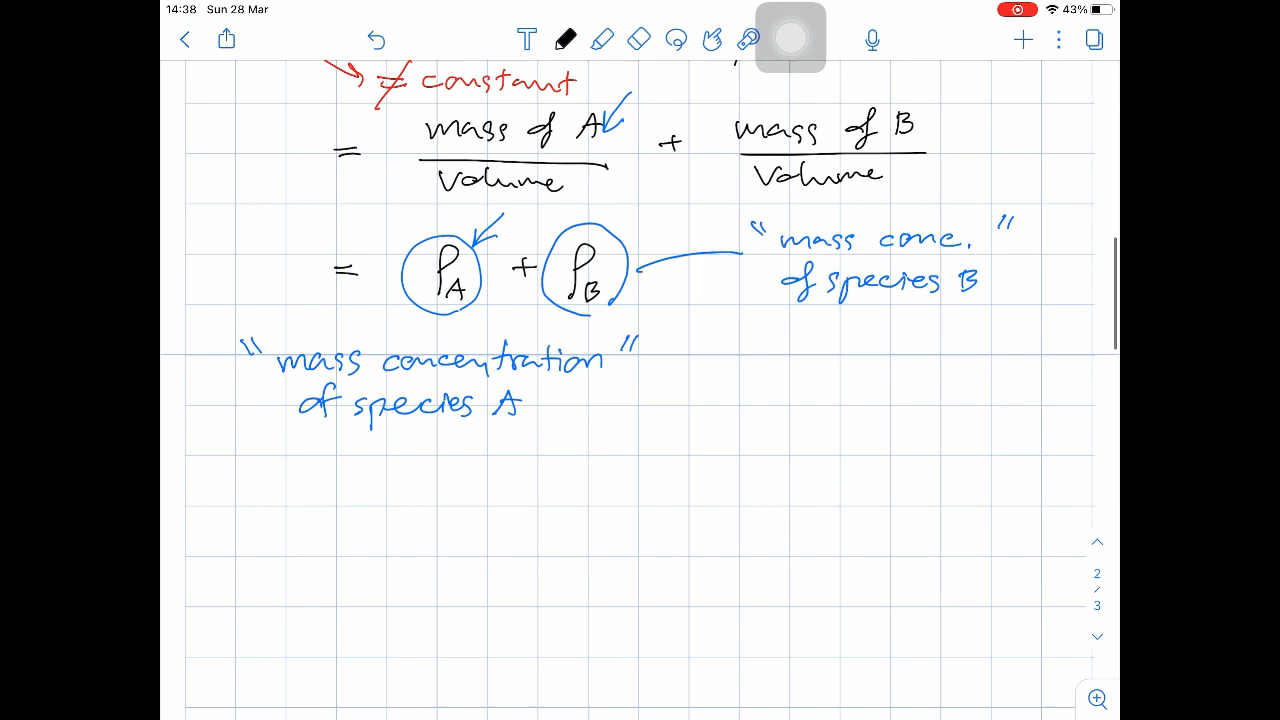 14:38 Sun 28 Mar 43%
≠ constant
= mass of A / Volume + mass of B / Volume
= ρA + ρB
"mass conc."
of species B
"mass concentration"
of species A
2
3